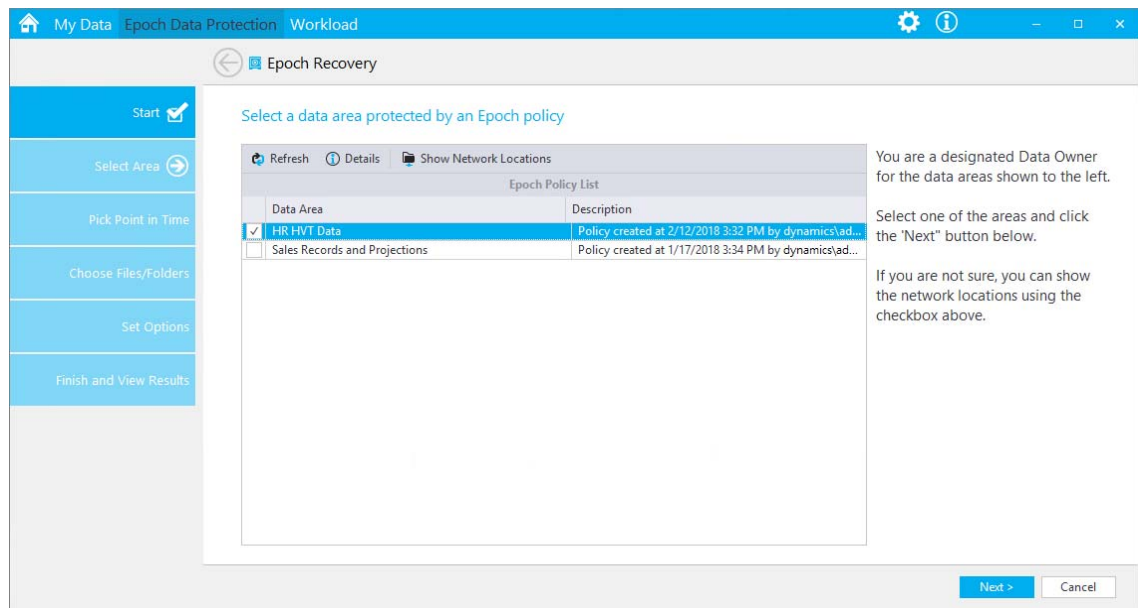 My Data Epoch Data Protection Workload
Epoch Recovery
Start
Select Area
Pick Point in Time
Choose Files/Folders
Set Options
Finish and View Results
Select a data area protected by an Epoch policy
Refresh Details Show Network Locations
Epoch Policy List
Data Area Description
HR HVT Data Policy created at 2/12/2018 3:32 PM by dynamics\ad...
Sales Records and Projections Policy created at 1/17/2018 3:34 PM by dynamics\ad...
You are a designated Data Owner
for the data areas shown to the left.
Select one of the areas and click
the 'Next" button below.
If you are not sure, you can show
the network locations using the
checkbox above.
Next > Cancel